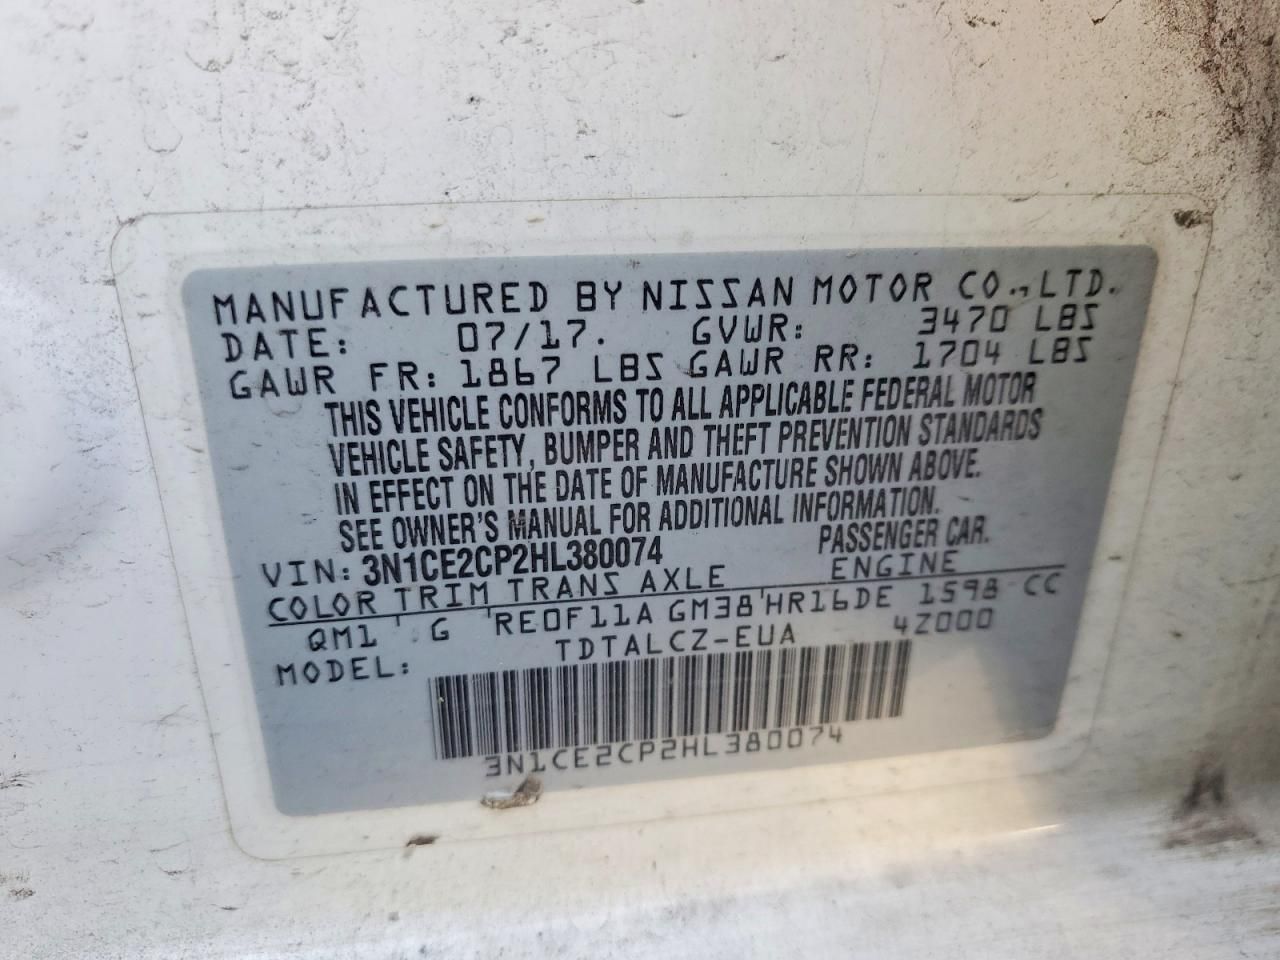 MANUFACTURED BY NISSAN MOTOR CO.,LTD.
DATE: 07/17. GVWR: 3470 LBS
GAWR FR: 1867 LBS GAWR RR: 1704 LBS
THIS VEHICLE CONFORMS TO ALL APPLICABLE FEDERAL MOTOR
VEHICLE SAFETY, BUMPER AND THEFT PREVENTION STANDARDS
IN EFFECT ON THE DATE OF MANUFACTURE SHOWN ABOVE.
SEE OWNER'S MANUAL FOR ADDITIONAL INFORMATION.
VIN: 3N1CE2CP2HL380074 PASSENGER CAR.
COLOR TRIM TRANS AXLE ENGINE
QM1 G RE0F11A GM38 HR16DE 1598 CC
MODEL: TDTALCZ-EUA 4Z000
3N1CE2CP2HL380074